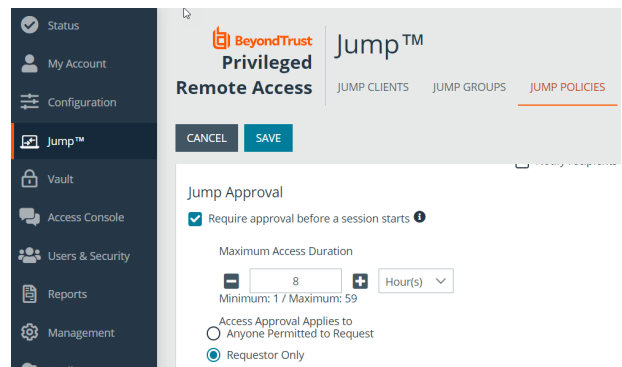 Status
My Account
Configuration
Jump™
Vault
Access Console
Users & Security
Reports
Management
BeyondTrust
Privileged
Remote Access
Jump™
JUMP CLIENTS JUMP GROUPS JUMP POLICIES
CANCEL SAVE
Jump Approval
Require approval before a session starts
Maximum Access Duration
8 Hour(s)
Minimum: 1 / Maximum: 59
Access Approval Applies to
Anyone Permitted to Request
Requestor Only